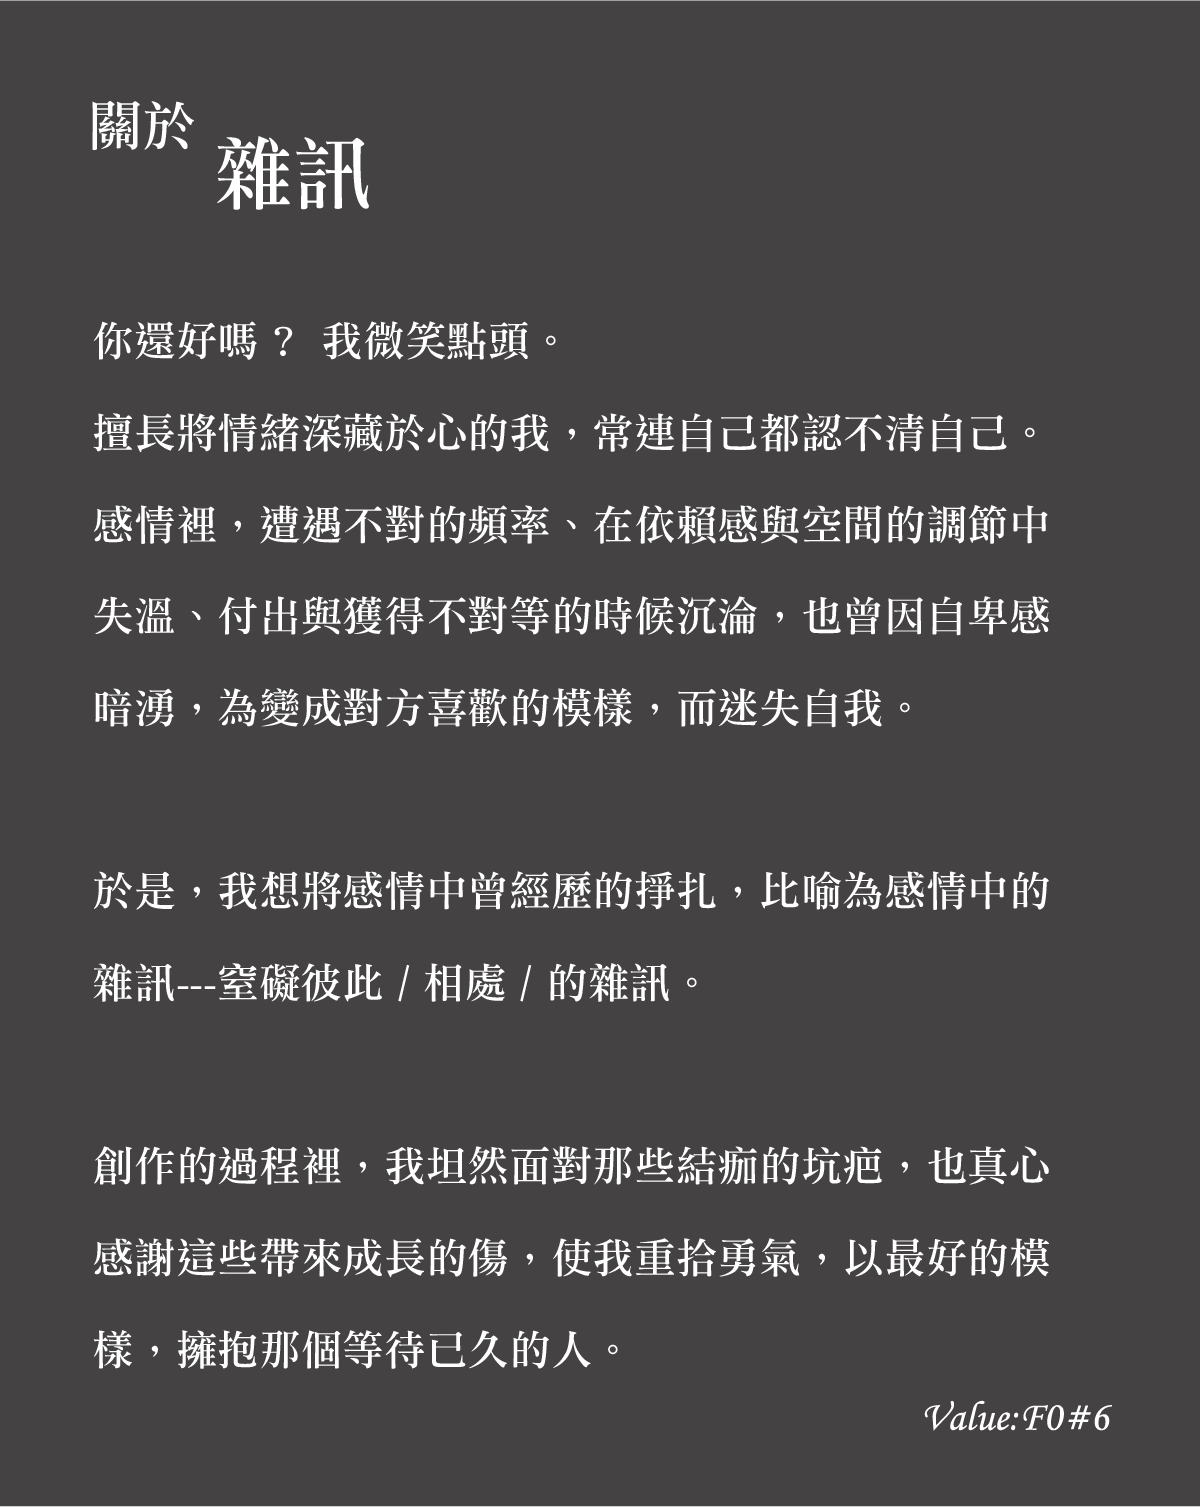 關於
雜訊
你還好嗎？ 我微笑點頭。
擅長將情緒深藏於心的我，常連自己都認不清自己。
感情裡，遭遇不對的頻率、在依賴感與空間的調節中
失溫、付出與獲得不對等的時候沉淪，也曾因自卑感
暗湧，為變成對方喜歡的模樣，而迷失自我。
於是，我想將感情中曾經歷的掙扎，比喻為感情中的
雜訊---窒礙彼此 / 相處 / 的雜訊。
創作的過程裡，我坦然面對那些結痂的坑疤，也真心
感謝這些帶來成長的傷，使我重拾勇氣，以最好的模
樣，擁抱那個等待已久的人。
Value:F0#6